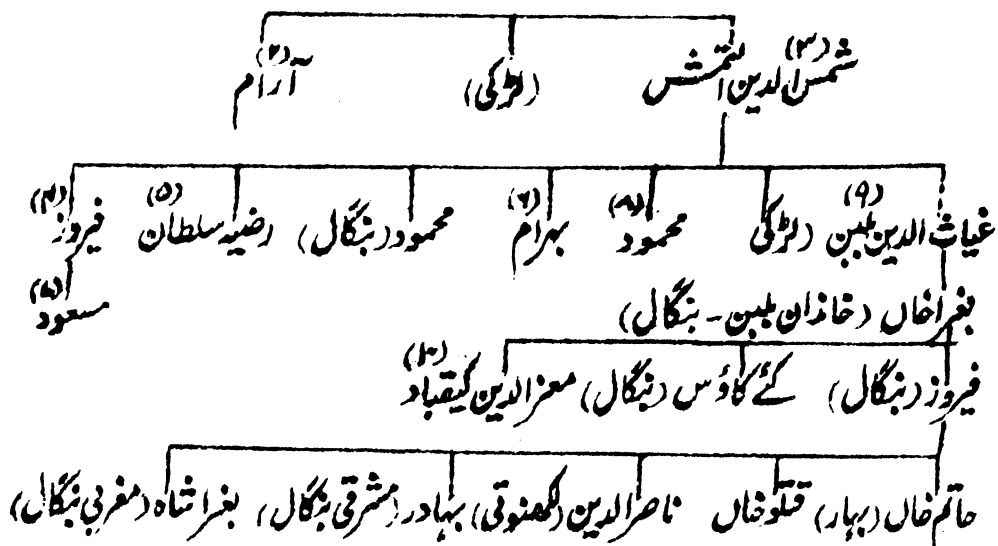 شمس الدین التمش (۳) (لڑکی) آرام (۲)
غیاث الدین بلبن (۹) (لڑکی) محمود (۸) بہرام (۶) محمود (بنگال) رضیہ سلطان (۵) فیروز (۴)
بغرا خاں (خاندان بلبن - بنگال) مسعود
فیروز (بنگال) کئے کاؤس (بنگال) معز الدین کیقباد (۱۰)
حاتم خاں (بہار) قتلو خاں ناصر الدین (لکھنوتی) بہادر (مشرقی بنگال) بغرا شاہ (مغربی بنگال)